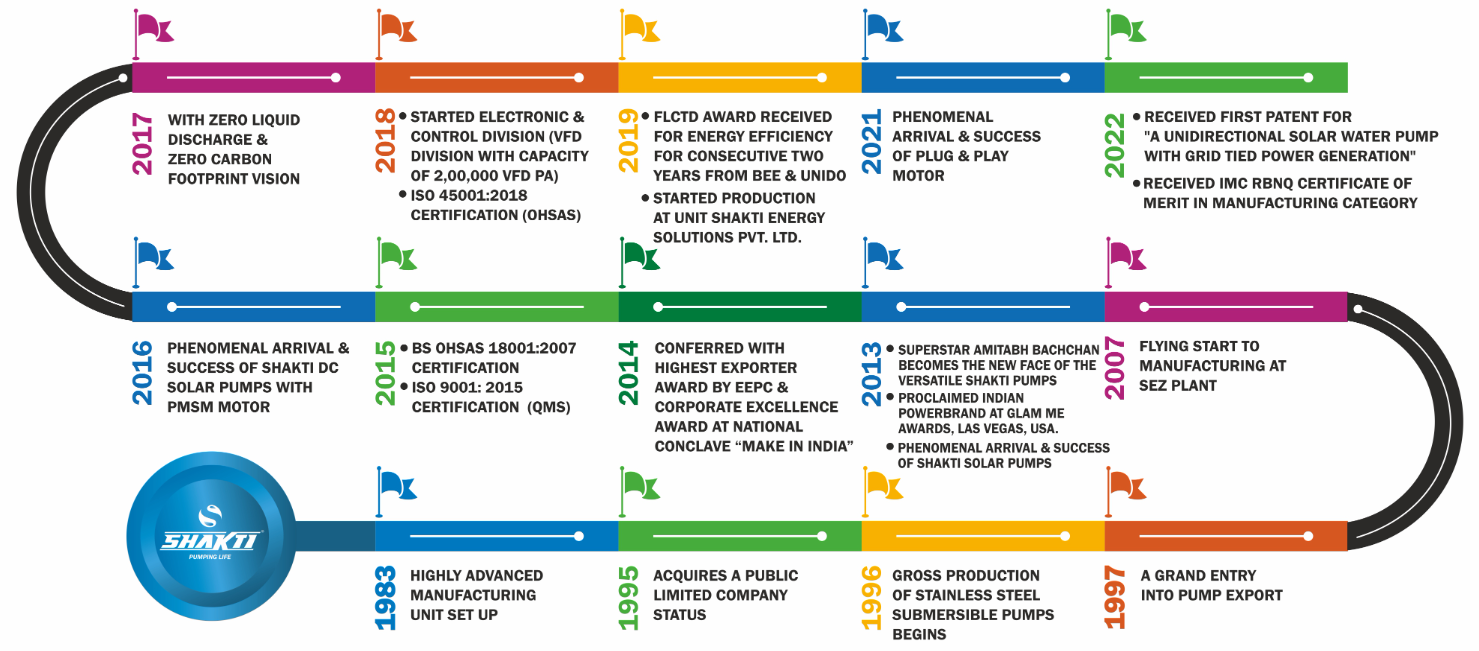 2017
WITH ZERO LIQUID
DISCHARGE &
ZERO CARBON
FOOTPRINT VISION
2018
• STARTED ELECTRONIC &
CONTROL DIVISION (VFD
DIVISION WITH CAPACITY
OF 2,00,000 VFD PA)
• ISO 45001:2018
CERTIFICATION (OHSAS)
2019
• FLCTD AWARD RECEIVED
FOR ENERGY EFFICIENCY
FOR CONSECUTIVE TWO
YEARS FROM BEE & UNIDO
• STARTED PRODUCTION
AT UNIT SHAKTI ENERGY
SOLUTIONS PVT. LTD.
2021
PHENOMENAL
ARRIVAL & SUCCESS
OF PLUG & PLAY
MOTOR
2022
• RECEIVED FIRST PATENT FOR
"A UNIDIRECTIONAL SOLAR WATER PUMP
WITH GRID TIED POWER GENERATION"
• RECEIVED IMC RBNQ CERTIFICATE OF
MERIT IN MANUFACTURING CATEGORY
2016
PHENOMENAL ARRIVAL &
SUCCESS OF SHAKTI DC
SOLAR PUMPS WITH
PMSM MOTOR
2015
• BS OHSAS 18001:2007
CERTIFICATION
• ISO 9001: 2015
CERTIFICATION (QMS)
2014
CONFERRED WITH
HIGHEST EXPORTER
AWARD BY EEPC &
CORPORATE EXCELLENCE
AWARD AT NATIONAL
CONCLAVE “MAKE IN INDIA”
2013
• SUPERSTAR AMITABH BACHCHAN
BECOMES THE NEW FACE OF THE
VERSATILE SHAKTI PUMPS
• PROCLAIMED INDIAN
POWERBRAND AT GLAM ME
AWARDS, LAS VEGAS, USA.
• PHENOMENAL ARRIVAL & SUCCESS
OF SHAKTI SOLAR PUMPS
2007
FLYING START TO
MANUFACTURING AT
SEZ PLANT
SHAKTI
PUMPING LIFE
1983
HIGHLY ADVANCED
MANUFACTURING
UNIT SET UP
1995
ACQUIRES A PUBLIC
LIMITED COMPANY
STATUS
1996
GROSS PRODUCTION
OF STAINLESS STEEL
SUBMERSIBLE PUMPS
BEGINS
1997
A GRAND ENTRY
INTO PUMP EXPORT